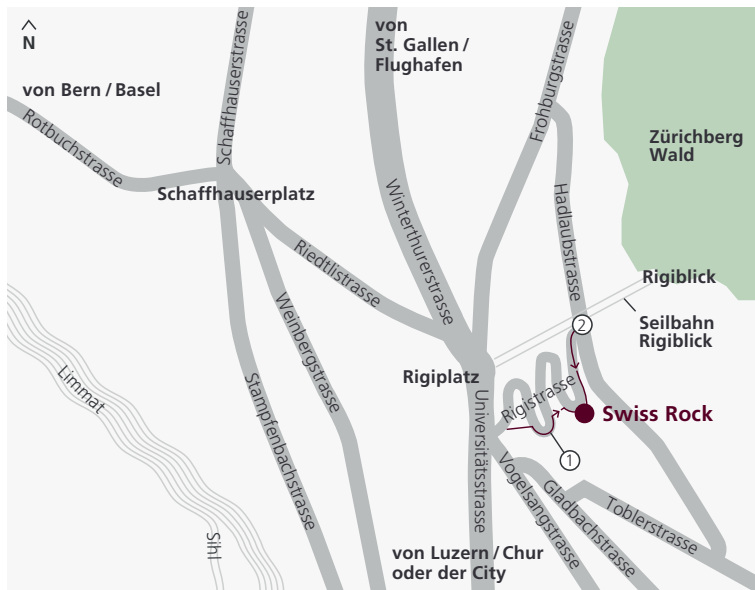 N
von Bern / Basel
von
St. Gallen /
Flughafen
Zürichberg
Wald
Rotbuchstrasse
Schaffhauserstrasse
Schaffhauserplatz
Frohburgstrasse
Winterthurerstrasse
Hadlaubstrasse
Riedtlistrasse
Rigiblick
Seilbahn
Rigiblick
2
Weinbergstrasse
Limmat
Rigiplatz
Rigistrasse
Swiss Rock
Stampfenbachstrasse
Universitätsstrasse
1
Vogelsangstrasse
Gladbachstrasse
Toblerstrasse
Sihl
von Luzern / Chur
oder der City